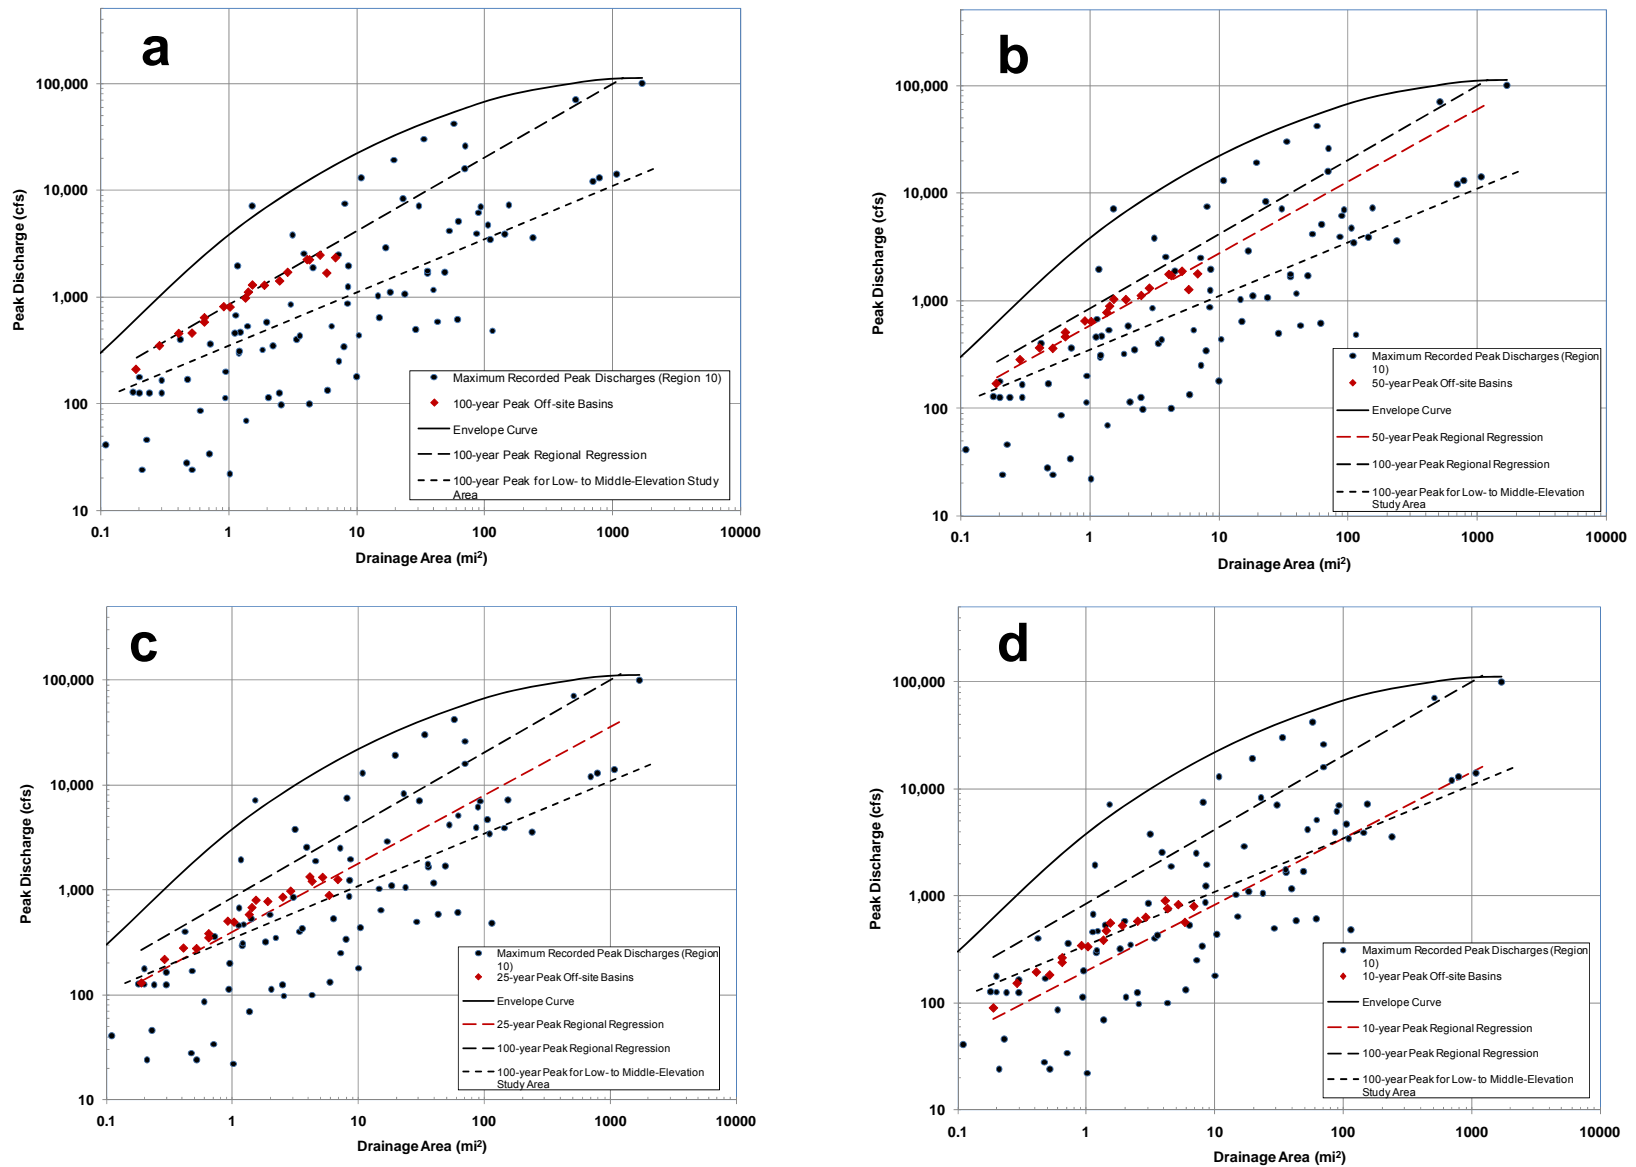 a
100,000
10,000
1,000
100
10
0.1
1
10
100
1000
10000
Peak Discharge (cfs)
Drainage Area (mi²)
Maximum Recorded Peak Discharges (Region 10)
100-year Peak Off-site Basins
Envelope Curve
100-year Peak Regional Regression
100-year Peak for Low- to Middle-Elevation Study
Area
b
100,000
10,000
1,000
100
10
0.1
1
10
100
1000
10000
Peak Discharge (cfs)
Drainage Area (mi²)
Maximum Recorded Peak Discharges (Region
10)
50-year Peak Off-site Basins
Envelope Curve
50-year Peak Regional Regression
100-year Peak Regional Regression
100-year Peak for Low- to Middle-Elevation
Study Area
c
100,000
10,000
1,000
100
10
0.1
1
10
100
1000
10000
Peak Discharge (cfs)
Drainage Area (mi²)
Maximum Recorded Peak Discharges (Region
10)
25-year Peak Off-site Basins
Envelope Curve
25-year Peak Regional Regression
100-year Peak Regional Regression
100-year Peak for Low- to Middle-Elevation
Study Area
d
100,000
10,000
1,000
100
10
0.1
1
10
100
1000
10000
Peak Discharge (cfs)
Drainage Area (mi²)
Maximum Recorded Peak Discharges (Region
10)
10-year Peak Off-site Basins
Envelope Curve
10-year Peak Regional Regression
100-year Peak Regional Regression
100-year Peak for Low- to Middle-Elevation
Study Area